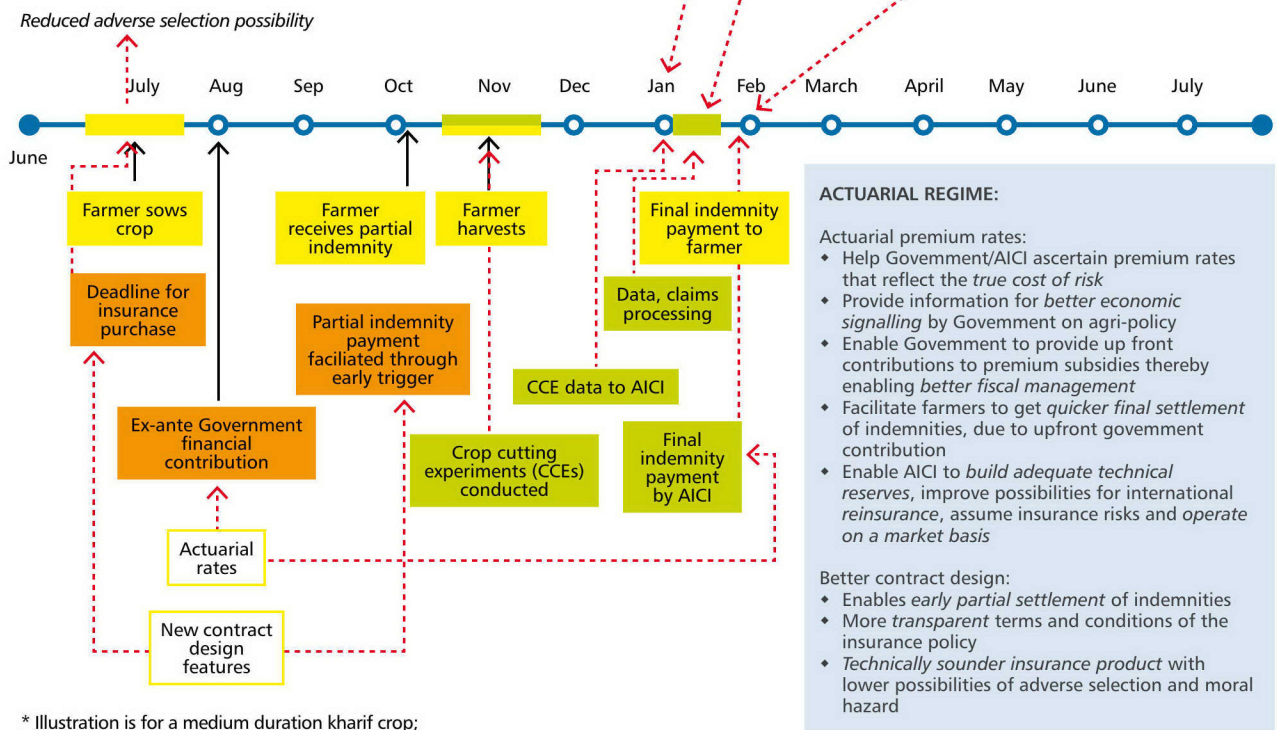 Reduced adverse selection possibility
July Aug Sep Oct Nov Dec Jan Feb March April May June July
June
Farmer sows
crop
Farmer
receives partial
indemnity
Farmer
harvests
Final indemnity
payment to
farmer
Deadline for
insurance
purchase
Partial indemnity
payment
faciliated through
early trigger
Data, claims
processing
CCE data to AICI
Ex-ante Government
financial
contribution
Crop cutting
experiments (CCEs)
conducted
Final
indemnity
payment
by AICI
Actuarial
rates
New contract
design
features
* Illustration is for a medium duration kharif crop;
ACTUARIAL REGIME:
Actuarial premium rates:
Help Government/AICI ascertain premium rates
that reflect the true cost of risk
Provide information for better economic
signalling by Govemment on agri-policy
Enable Govemment to provide up front
contributions to premium subsidies thereby
enabling better fiscal management
Facilitate farmers to get quicker final settlement
of indemnities, due to upfront govemment
contribution
Enable AICI to build adequate technical
reserves, improve possibilities for international
reinsurance, assume insurance risks and operate
on a market basis
Better contract design:
Enables early partial settlement of indemnities
More transparent terms and conditions of the
insurance policy
Technically sounder insurance product with
lower possibilities of adverse selection and moral
hazard